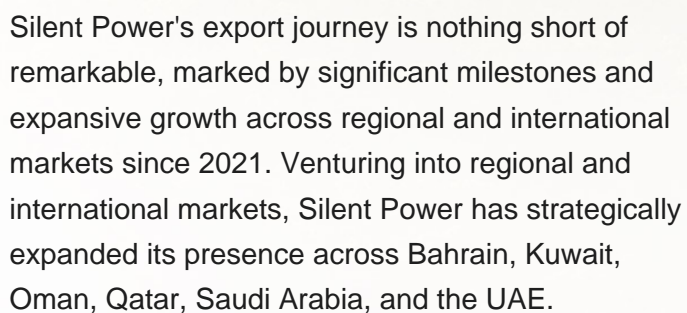 Silent Power's export journey is nothing short of
remarkable, marked by significant milestones and
expansive growth across regional and international
markets since 2021. Venturing into regional and
international markets, Silent Power has strategically
expanded its presence across Bahrain, Kuwait,
Oman, Qatar, Saudi Arabia, and the UAE.